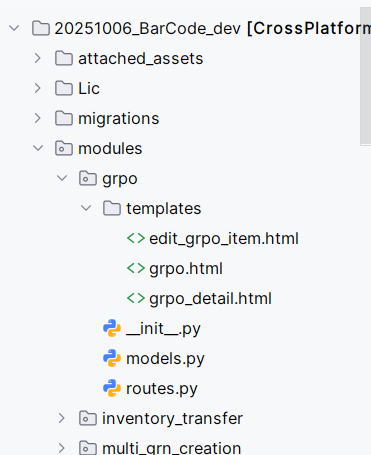 20251006_BarCode_dev [CrossPlatform
attached_assets
Lic
migrations
modules
grpo
templates
edit_grpo_item.html
grpo.html
grpo_detail.html
__init__.py
models.py
routes.py
inventory_transfer
multi_grn_creation